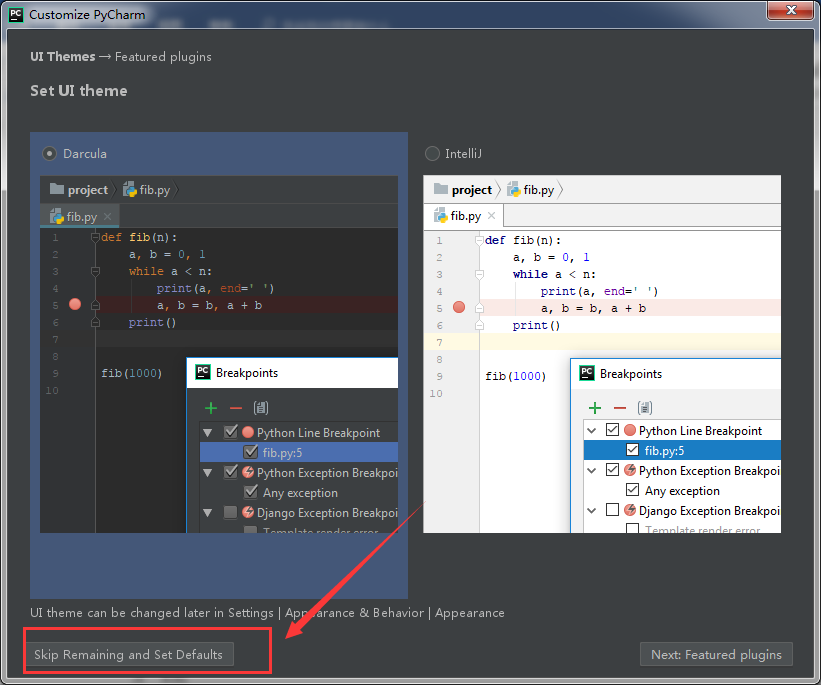 PC Customize PyCharm
UI Themes → Featured plugins
Set UI theme
Darcula
project fib.py
fib.py
1 def fib(n):
2 a, b = 0, 1
3 while a < n:
4 print(a, end=' ')
5 a, b = b, a + b
6 print()
7
8
9 fib(1000)
10
PC Breakpoints
Python Line Breakpoint
fib.py:5
Python Exception Breakpoi
Any exception
Django Exception Breakpoi
Template render error
IntelliJ
project fib.py
fib.py
1 def fib(n):
2 a, b = 0, 1
3 while a < n:
4 print(a, end=' ')
5 a, b = b, a + b
6 print()
7
8
9 fib(1000)
10
PC Breakpoints
Python Line Breakpoint
fib.py:5
Python Exception Breakpoi
Any exception
Django Exception Breakpoi
Template render error
UI theme can be changed later in Settings | Appearance & Behavior | Appearance
Skip Remaining and Set Defaults
Next: Featured plugins